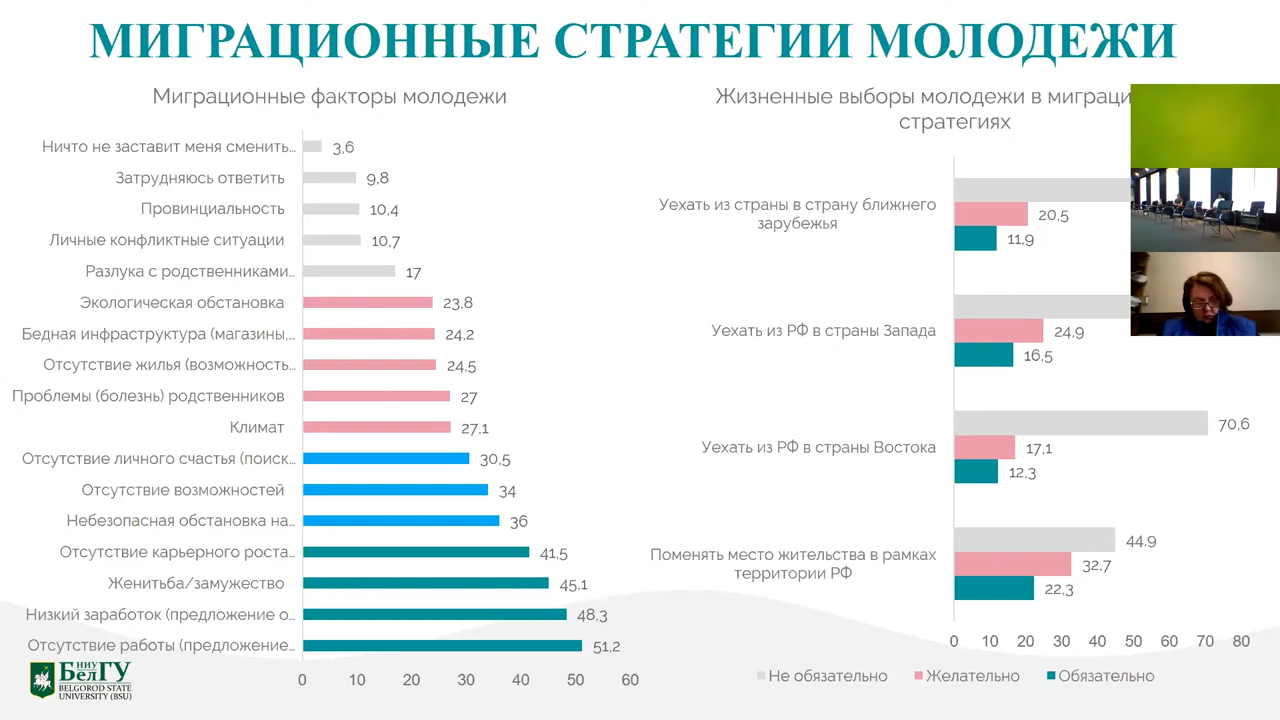 МИГРАЦИОННЫЕ СТРАТЕГИИ МОЛОДЕЖИ
Миграционные факторы молодежи
Ничто не заставит меня сменить… 3,6
Затрудняюсь ответить 9,8
Провинциальность 10,4
Личные конфликтные ситуации 10,7
Разлука с родственниками… 17
Экологическая обстановка 23,8
Бедная инфраструктура (магазины,… 24,2
Отсутствие жилья (возможность… 24,5
Проблемы (болезнь) родственников 27
Климат 27,1
Отсутствие личного счастья (поиск… 30,5
Отсутствие возможностей 34
Небезопасная обстановка на… 36
Отсутствие карьерного роста… 41,5
Женитьба/замужество 45,1
Низкий заработок (предложение о… 48,3
Отсутствие работы (предложение… 51,2
0 10 20 30 40 50 60
НИУ
БелГУ
BELGOROD STATE
UNIVERSITY (BSU)
Жизненные выборы молодежи в миграци
стратегиях
Уехать из страны в страну ближнего
зарубежья
20,5
11,9
Уехать из РФ в страны Запада
24,9
16,5
70,6
Уехать из РФ в страны Востока
17,1
12,3
44,9
Поменять место жительства в рамках
территории РФ
32,7
22,3
0 10 20 30 40 50 60 70 80
Не обязательно Желательно Обязательно